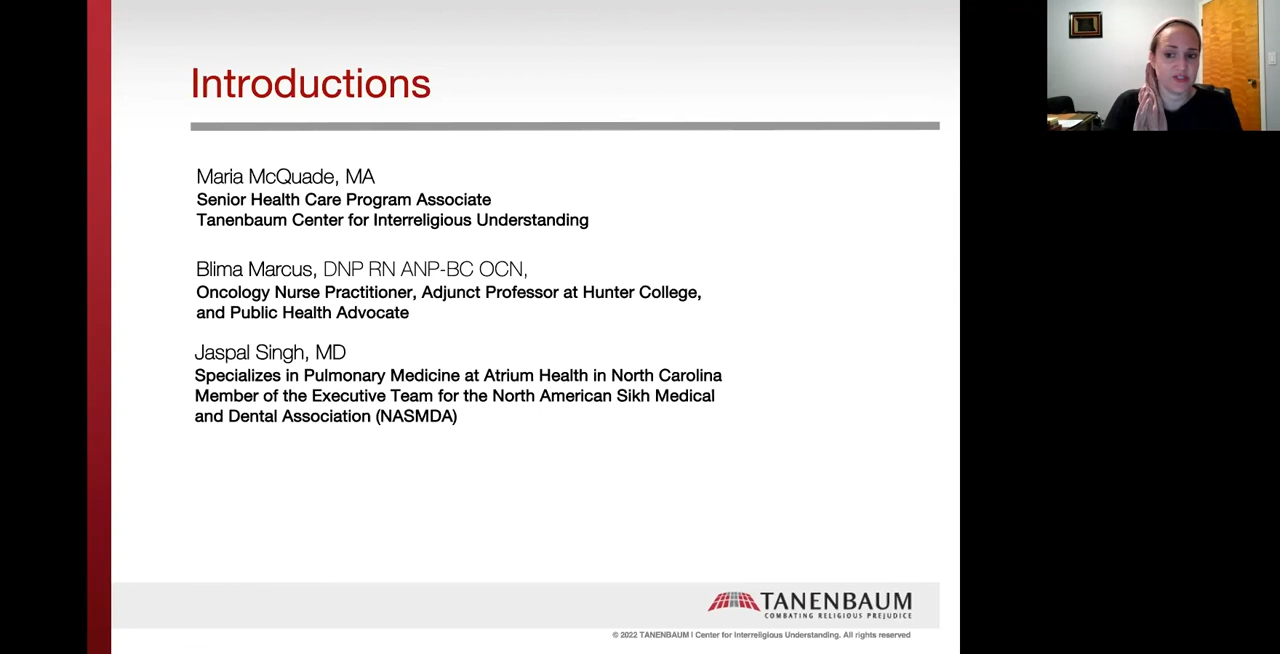 Introductions
Maria McQuade, MA
Senior Health Care Program Associate
Tanenbaum Center for Interreligious Understanding
Blima Marcus, DNP RN ANP-BC OCN,
Oncology Nurse Practitioner, Adjunct Professor at Hunter College,
and Public Health Advocate
Jaspal Singh, MD
Specializes in Pulmonary Medicine at Atrium Health in North Carolina
Member of the Executive Team for the North American Sikh Medical
and Dental Association (NASMDA)
TANENBAUM
COMBATING RELIGIOUS PREJUDICE
© 2022 TANENBAUM | Center for Interreligious Understanding. All rights reserved